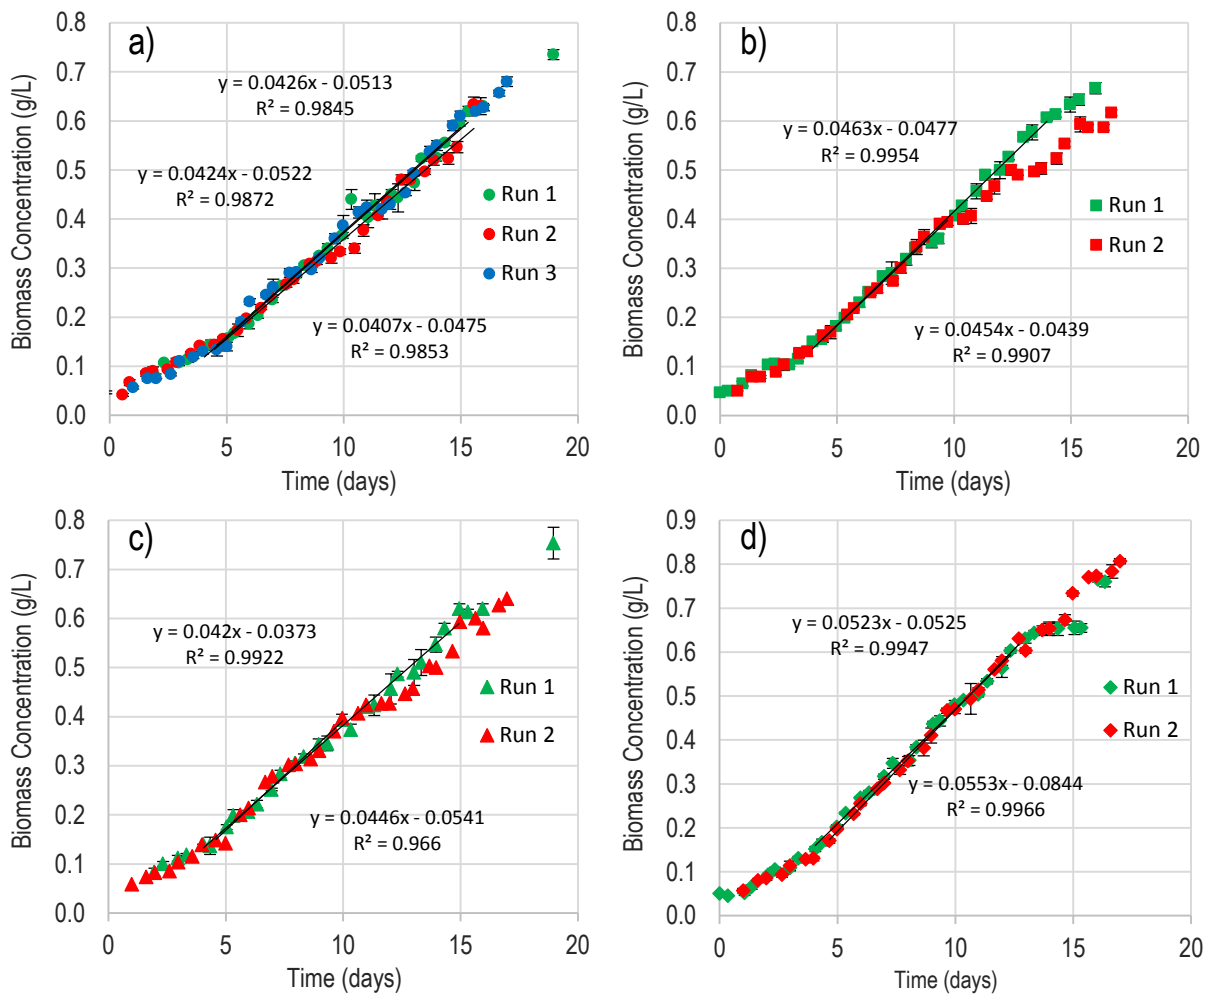 a)
Biomass Concentration (g/L)
0.8
0.7
0.6
0.5
0.4
0.3
0.2
0.1
0.0
y = 0.0426x - 0.0513
R² = 0.9845
y = 0.0424x - 0.0522
R² = 0.9872
Run 1
Run 2
Run 3
y = 0.0407x - 0.0475
R² = 0.9853
0 5 10 15 20
Time (days)
b)
Biomass Concentration (g/L)
0.8
0.7
0.6
0.5
0.4
0.3
0.2
0.1
0.0
y = 0.0463x - 0.0477
R² = 0.9954
Run 1
Run 2
y = 0.0454x - 0.0439
R² = 0.9907
0 5 10 15 20
Time (days)
c)
Biomass Concentration (g/L)
0.8
0.7
0.6
0.5
0.4
0.3
0.2
0.1
0.0
y = 0.042x - 0.0373
R² = 0.9922
Run 1
Run 2
y = 0.0446x - 0.0541
R² = 0.966
0 5 10 15 20
Time (days)
d)
Biomass Concentration (g/L)
0.9
0.8
0.7
0.6
0.5
0.4
0.3
0.2
0.1
0.0
y = 0.0523x - 0.0525
R² = 0.9947
Run 1
Run 2
y = 0.0553x - 0.0844
R² = 0.9966
0 5 10 15 20
Time (days)